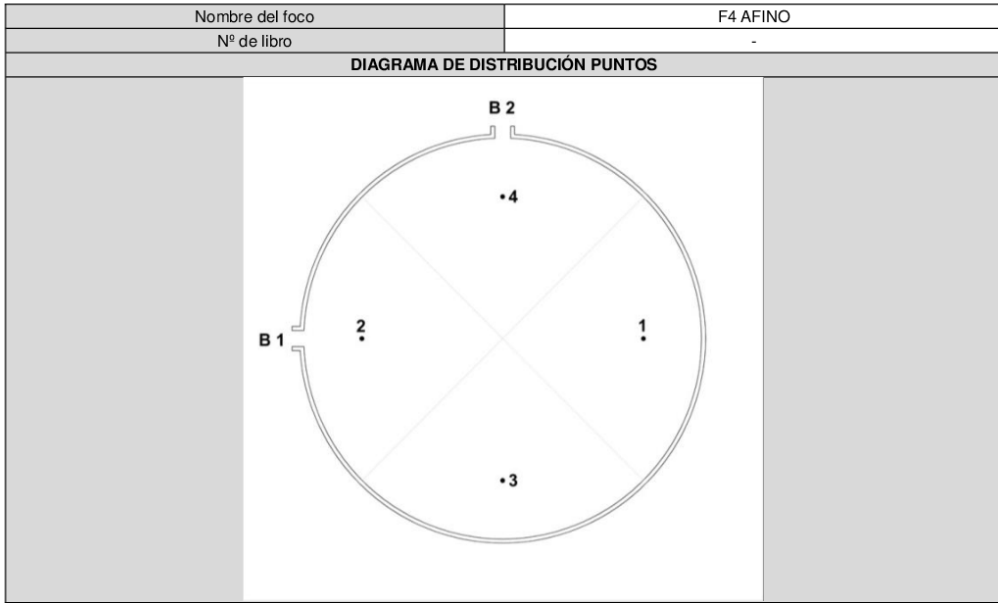 Nombre del foco F4 AFINO
Nº de libro -
DIAGRAMA DE DISTRIBUCIÓN PUNTOS
B 2
4
2
1
B 1
3